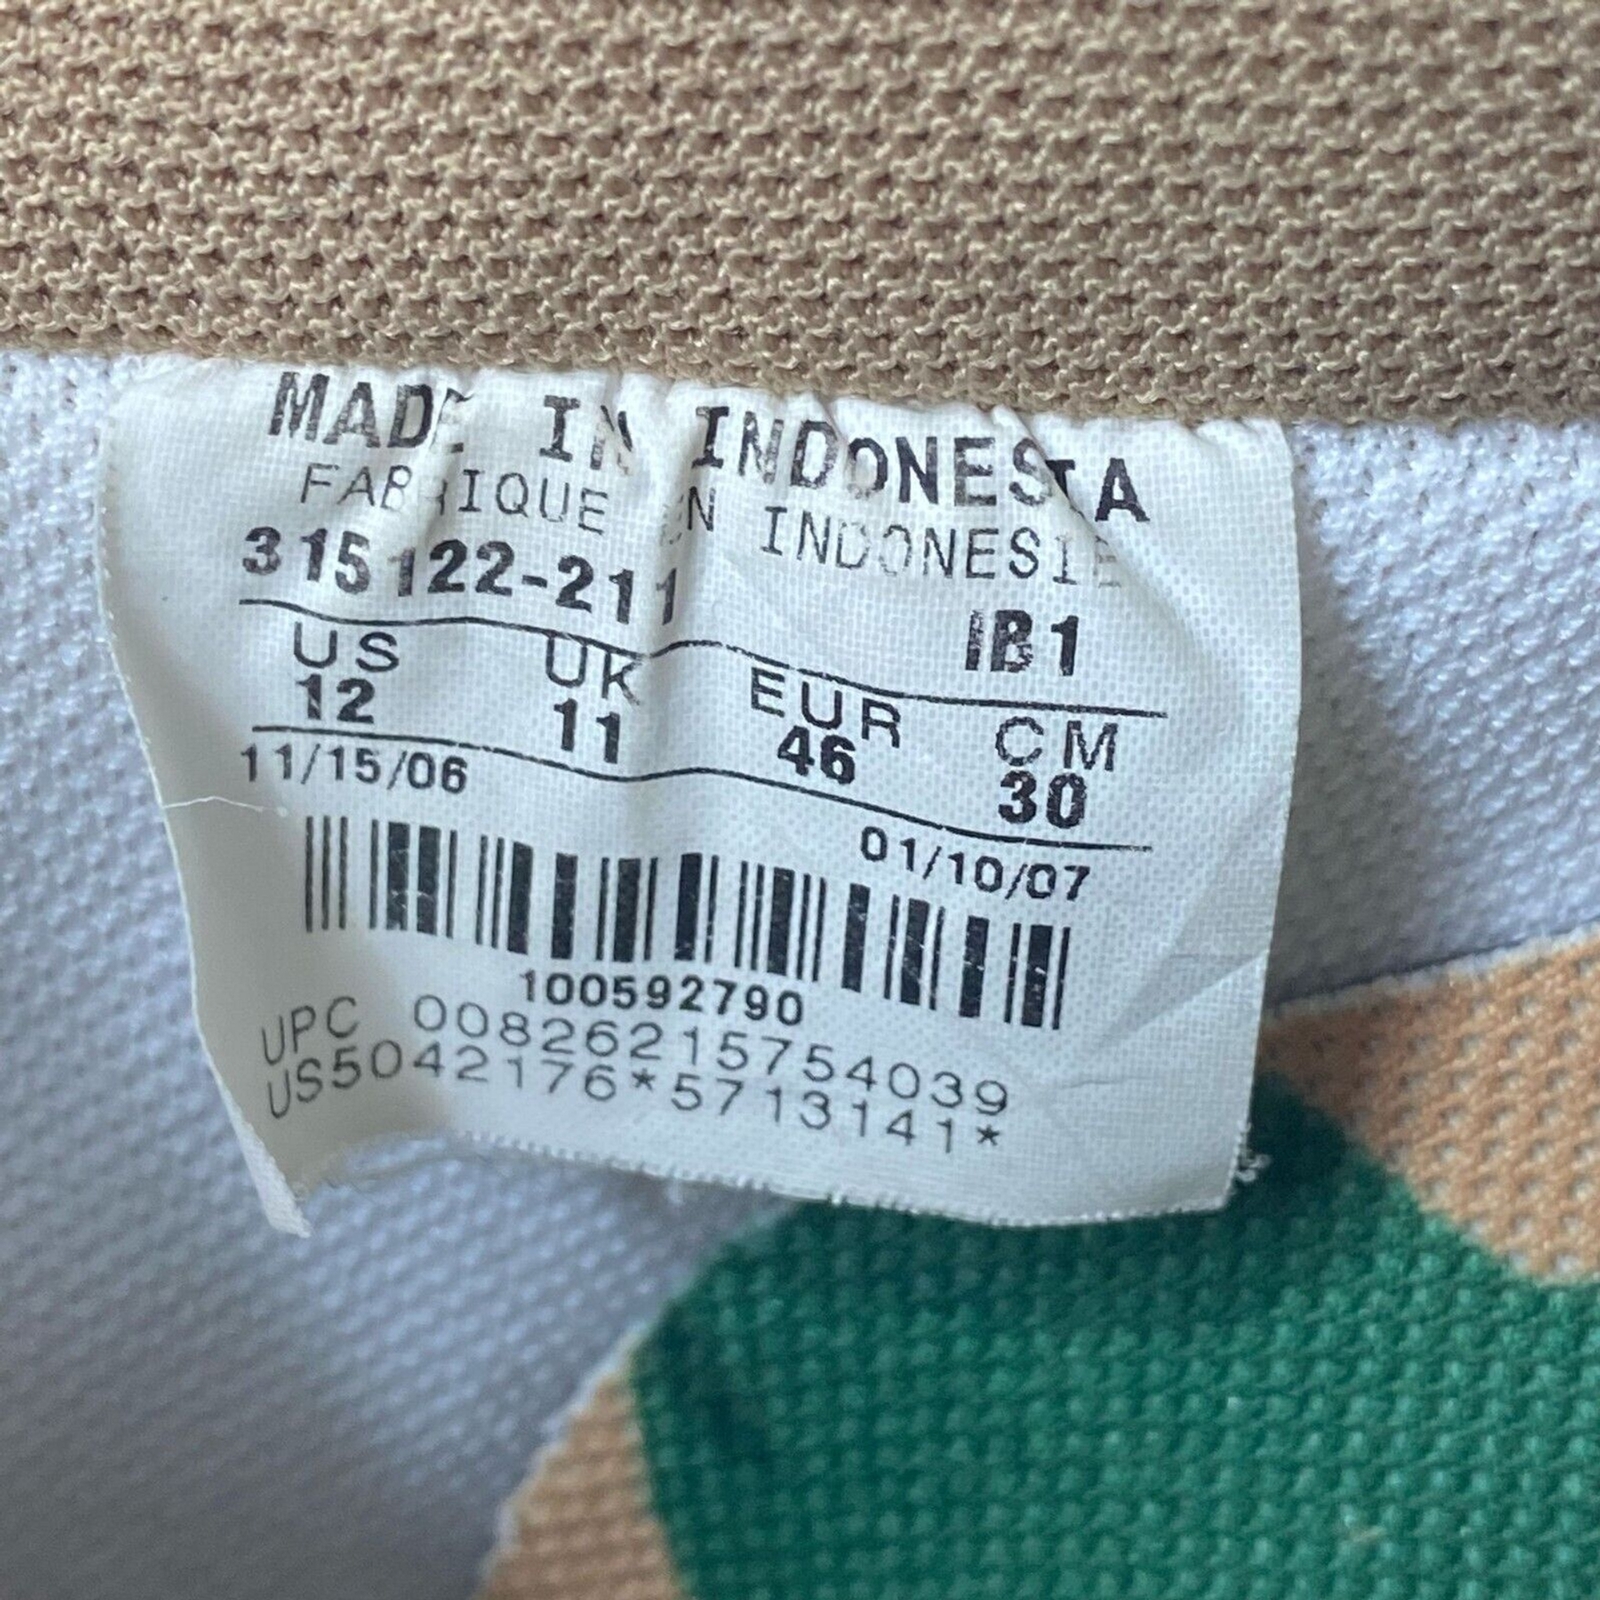 MADE IN INDONESIA
FABRIQUE EN INDONESIE
315122-211 IB1
US UK EUR CM
12 11 46 30
11/15/06 01/10/07
100592790
UPC 00826215754039
US5042176*5713141*